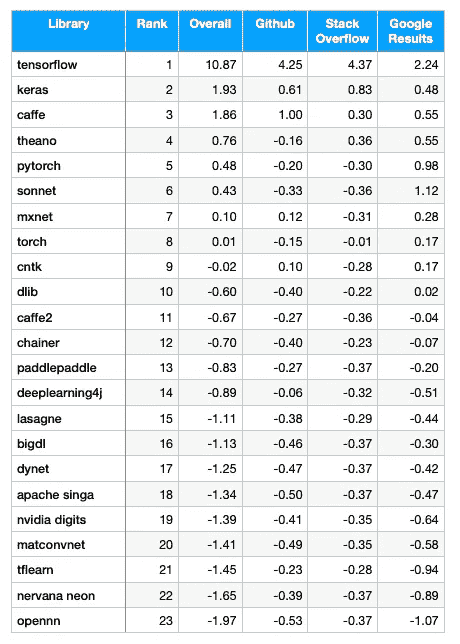 Library Rank Overall Github Stack Overflow Google Results
tensorflow 1 10.87 4.25 4.37 2.24
keras 2 1.93 0.61 0.83 0.48
caffe 3 1.86 1.00 0.30 0.55
theano 4 0.76 -0.16 0.36 0.55
pytorch 5 0.48 -0.20 -0.30 0.98
sonnet 6 0.43 -0.33 -0.36 1.12
mxnet 7 0.10 0.12 -0.31 0.28
torch 8 0.01 -0.15 -0.01 0.17
cntk 9 -0.02 0.10 -0.28 0.17
dlib 10 -0.60 -0.40 -0.22 0.02
caffe2 11 -0.67 -0.27 -0.36 -0.04
chainer 12 -0.70 -0.40 -0.23 -0.07
paddlepaddle 13 -0.83 -0.27 -0.37 -0.20
deeplearning4j 14 -0.89 -0.06 -0.32 -0.51
lasagne 15 -1.11 -0.38 -0.29 -0.44
bigdl 16 -1.13 -0.46 -0.37 -0.30
dynet 17 -1.25 -0.47 -0.37 -0.42
apache singa 18 -1.34 -0.50 -0.37 -0.47
nvidia digits 19 -1.39 -0.41 -0.35 -0.64
matconvnet 20 -1.41 -0.49 -0.35 -0.58
tflearn 21 -1.45 -0.23 -0.28 -0.94
nervana neon 22 -1.65 -0.39 -0.37 -0.89
opennn 23 -1.97 -0.53 -0.37 -1.07